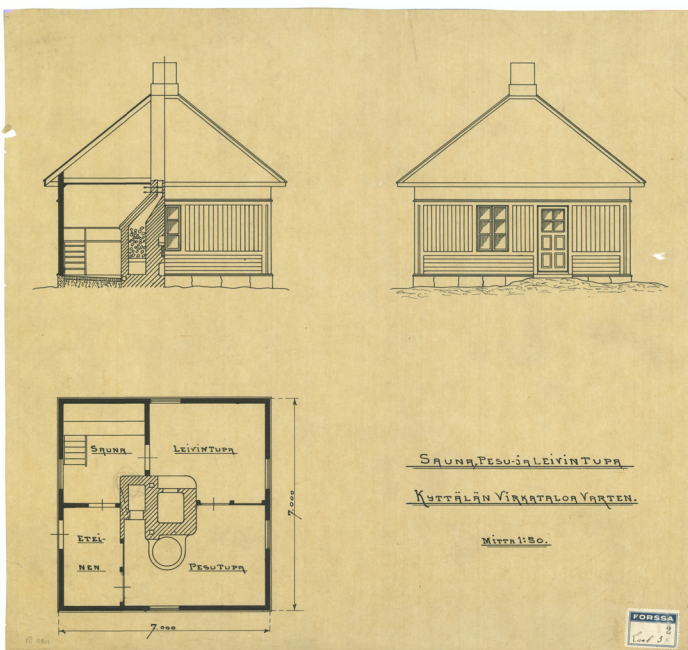 SAUNA
LEIVINTUPA
ETEI-
NEN
PESUTUPA
7.000
7.000
SAUNA, PESU- JA LEIVINTUPA
KYTTÄLÄN VIRKATALOA VARTEN.
MITTA 1:50.
FORSSA